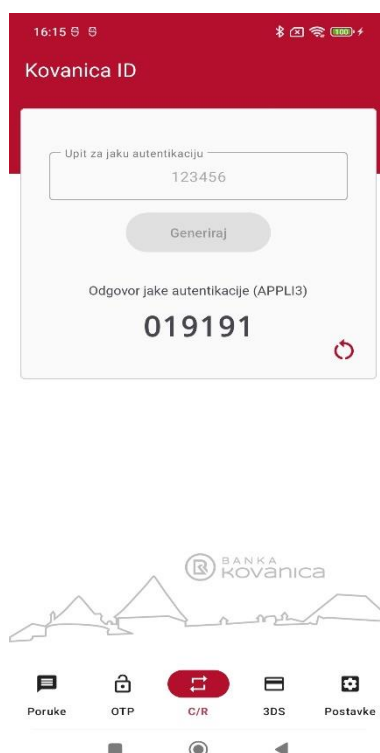 16:15
100
Kovanica ID
Upit za jaku autentikaciju
123456
Generiraj
Odgovor jake autentikacije (APPLI3)
019191
BANKA
kovanica
Poruke OTP C/R 3DS Postavke